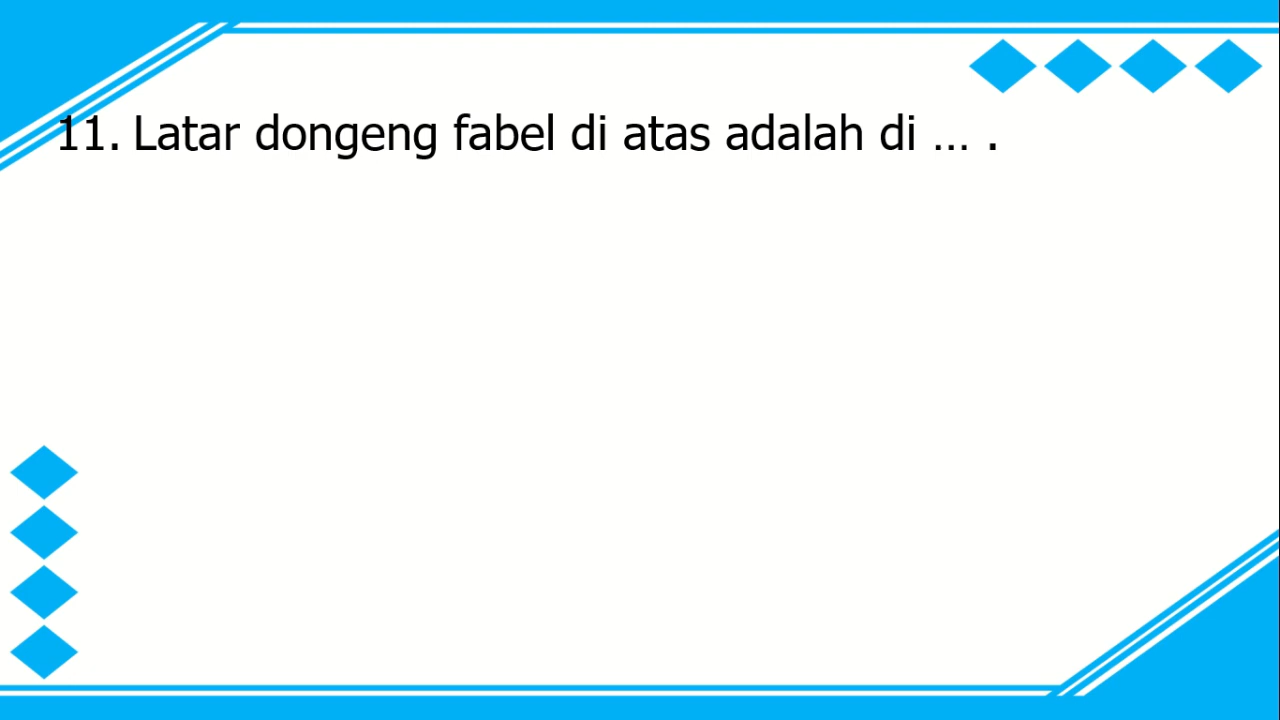 11. Latar dongeng fabel di atas adalah di ... .